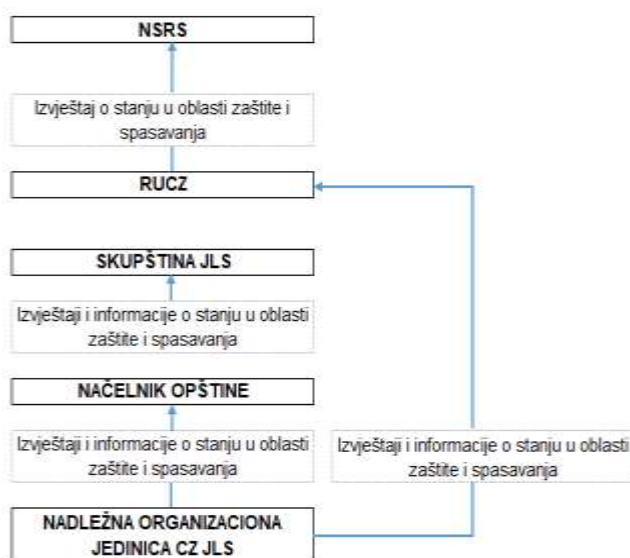 NSRS
Izvještaj o stanju u oblasti zaštite i
spasavanja
RUCZ
SKUPŠTINA JLS
Izvještaji i informacije o stanju u oblasti
zaštite i spasavanja
NAČELNIK OPŠTINE
Izvještaji i informacije o stanju u oblasti
zaštite i spasavanja
Izvještaji i informacije o stanju u oblasti
zaštite i spasavanja
NADLEŽNA ORGANIZACIONA
JEDINICA CZ JLS